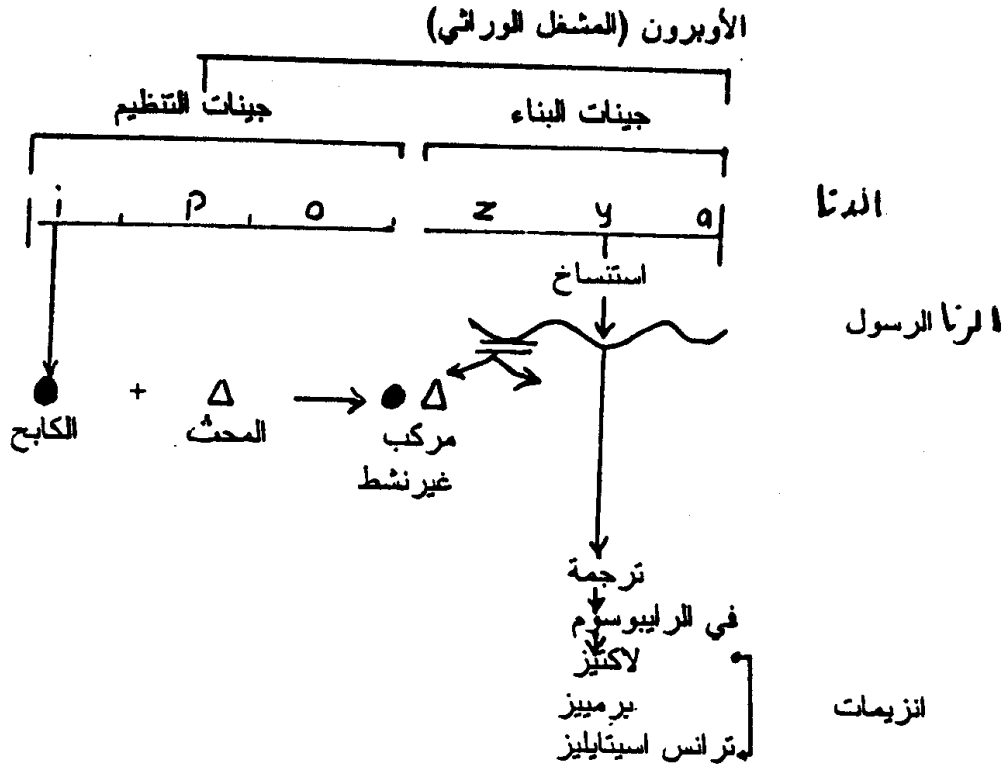 الأوبرون (المشغل الوراثي)
جينات البناء
جينات التنظيم
i P o z y a
الدنا
استنساخ
الرنا الرسول
+ Δ Δ
الكابح
المحث
مركب
غير نشط
ترجمة
في الرايبوسوم
لاكتيز
برمييز
ترانس اسيتايليز
انزيمات